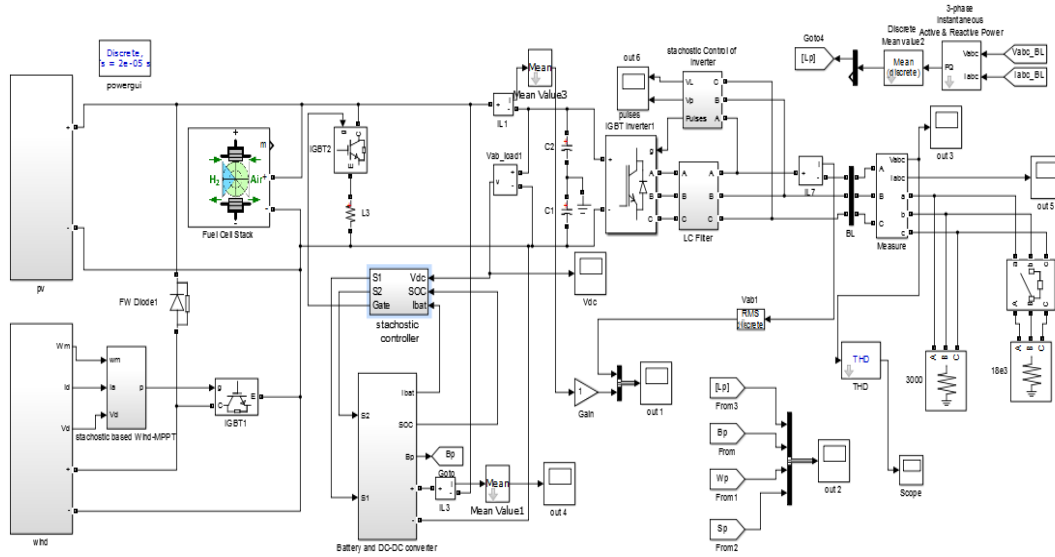 Discrete,
s = 2e-05 s
powergui
+
-
pv
H2
Air
m
+
-
+
-
Fuel Cell Stack
FW Diode1
Wm
Id
Vd
+
-
wind
wm
Ia
Vd
p
stachostic based Wind-MPPT
g
C
E
IGBT1
g
C
E
IGBT2
L3
S1
S2
Gate
Vdc
SOC
Ibat
stachostic
controller
S2
S1
Ibat
SOC
Bp
+
-
Battery and DC-DC converter
Bp
Goto
+
i
-
IL3
Mean
Mean Value1
out 4
+
i
-
IL1
Mean
Mean Value3
Vab_load1
+
v
-
Vdc
C2
C1
out 6
pulses
IGBT Inverter1
g
+
-
A
B
C
stachostic Control of
Inverter
VL
Vp
Pulses
C
B
A
A
B
C
A
B
C
LC Filter
+
i
-
IL7
BL
A
B
C
Vabc
Iabc
a
b
c
Measure
out 3
out 5
3-phase
Instantaneous
Active & Reactive Power
Vabc
Iabc
PQ
Vabc_BL
Iabc_BL
Discrete
Mean value2
Mean
(discrete)
Goto4
[Lp]
Vab1
RMS
discrete
1
Gain
out 1
[Lp]
From3
Bp
From
Wp
From1
Sp
From2
out 2
THD
THD
Scope
A
B
C
3000
a
b
c
A
B
C
A
B
C
18e3